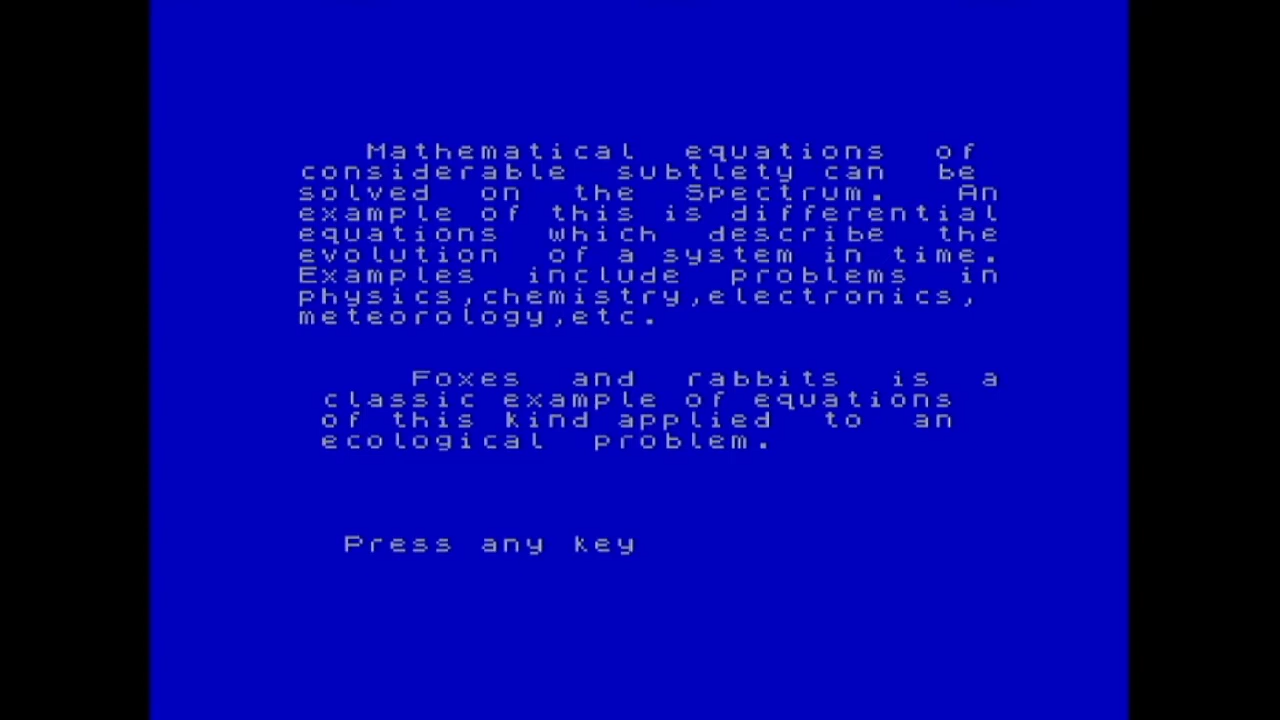 Mathematical equations of
considerable subtlety can be
solved on the Spectrum. An
example of this is differential
equations which describe the
evolution of a system in time.
Examples include problems in
physics,chemistry,electronics,
meteorology,etc.
Foxes and rabbits is a
classic example of equations
of this kind applied to an
ecological problem.
Press any key